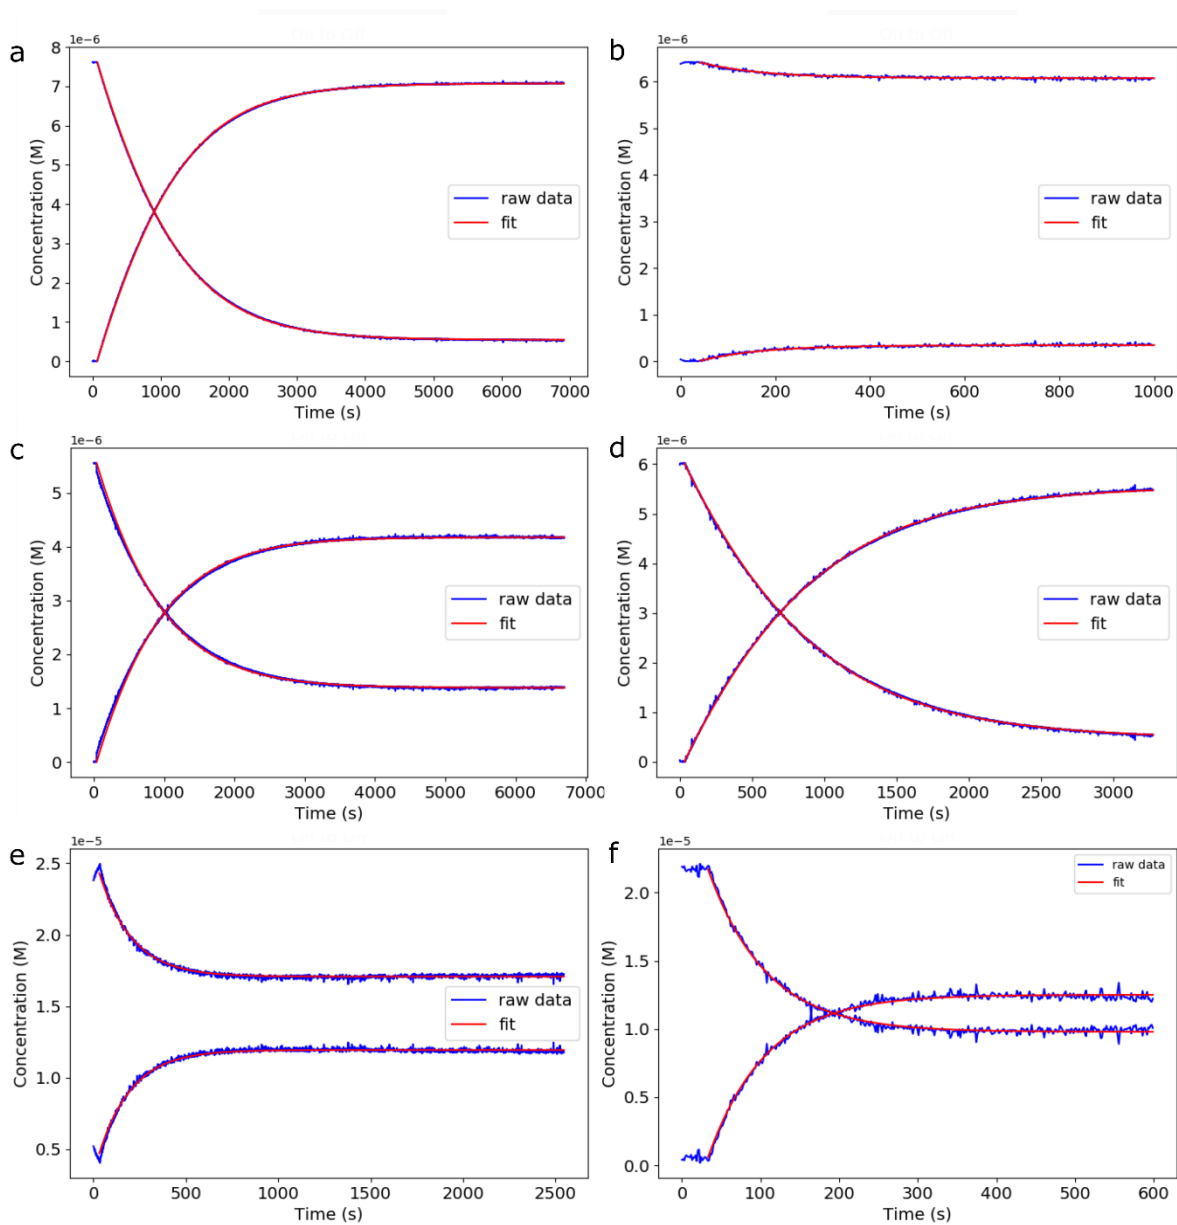 a
1e−6
8
7
6
5
4
3
2
1
0
Concentration (M)
raw data
fit
0 1000 2000 3000 4000 5000 6000 7000
Time (s)
b
1e−6
6
5
4
3
2
1
0
Concentration (M)
raw data
fit
0 200 400 600 800 1000
Time (s)
c
1e−6
5
4
3
2
1
0
Concentration (M)
raw data
fit
0 1000 2000 3000 4000 5000 6000 7000
Time (s)
d
1e−6
6
5
4
3
2
1
0
Concentration (M)
raw data
fit
0 500 1000 1500 2000 2500 3000
Time (s)
e
1e−5
2.5
2.0
1.5
1.0
0.5
Concentration (M)
raw data
fit
0 500 1000 1500 2000 2500
Time (s)
f
1e−5
2.0
1.5
1.0
0.5
0.0
Concentration (M)
raw data
fit
0 100 200 300 400 500 600
Time (s)